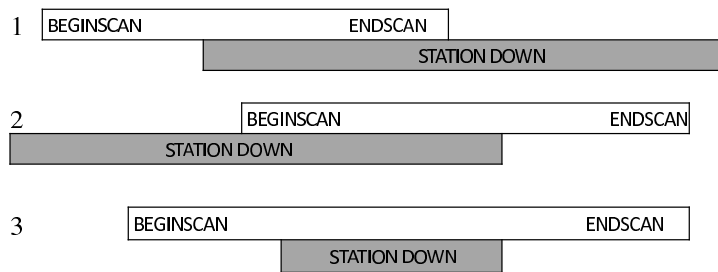 1 BEGINSCAN ENDSCAN
STATION DOWN
2 BEGINSCAN ENDSCAN
STATION DOWN
3 BEGINSCAN ENDSCAN
STATION DOWN